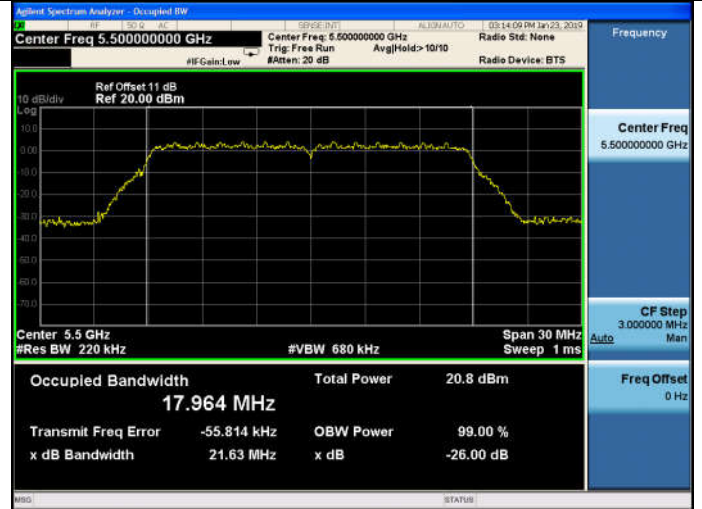 Agilent Spectrum Analyzer - Occupied BW
RF 50 Ω AC SENSE:INT ALIGN AUTO 03:14:09 PM Jan 23, 2019
Center Freq 5.500000000 GHz
Center Freq: 5.500000000 GHz
Radio Std: None
Trig: Free Run Avg|Hold:> 10/10
#IFGain:Low #Atten: 20 dB Radio Device: BTS
Ref Offset 11 dB
10 dB/div Ref 20.00 dBm
Log
10.0
0.00
-10.0
-20.0
-30.0
-40.0
-50.0
-60.0
-70.0
Center 5.5 GHz Span 30 MHz
#Res BW 220 kHz #VBW 680 kHz Sweep 1 ms
Occupied Bandwidth Total Power 20.8 dBm
17.964 MHz
Transmit Freq Error -55.814 kHz OBW Power 99.00 %
x dB Bandwidth 21.63 MHz x dB -26.00 dB
MSG STATUS
Frequency
Center Freq
5.500000000 GHz
CF Step
3.000000 MHz
Auto Man
Freq Offset
0 Hz